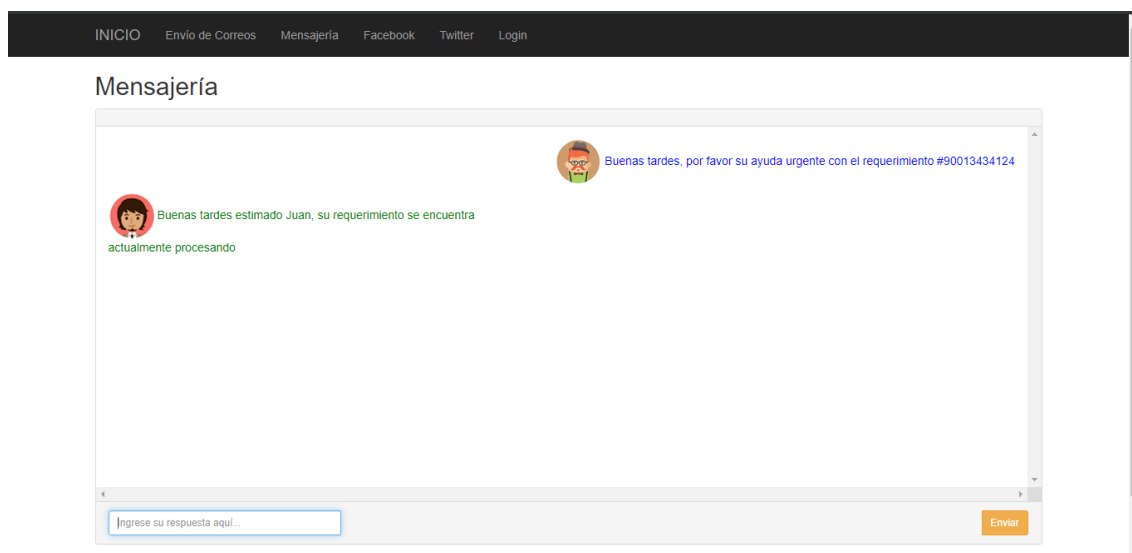 INICIO Envío de Correos Mensajería Facebook Twitter Login
Mensajería
Buenas tardes, por favor su ayuda urgente con el requerimiento #90013434124
Buenas tardes estimado Juan, su requerimiento se encuentra
actualmente procesando
Ingrese su respuesta aquí... Enviar